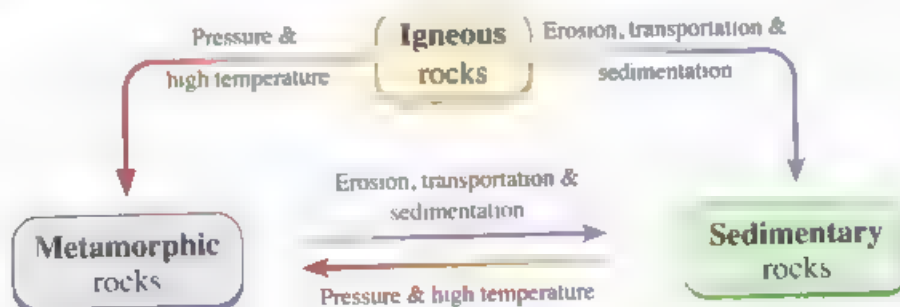 Pressure &
high temperature
Igneous
rocks
Erosion, transportation &
sedimentation
Erosion, transportation &
sedimentation
Metamorphic
rocks
Sedimentary
rocks
Pressure & high temperature